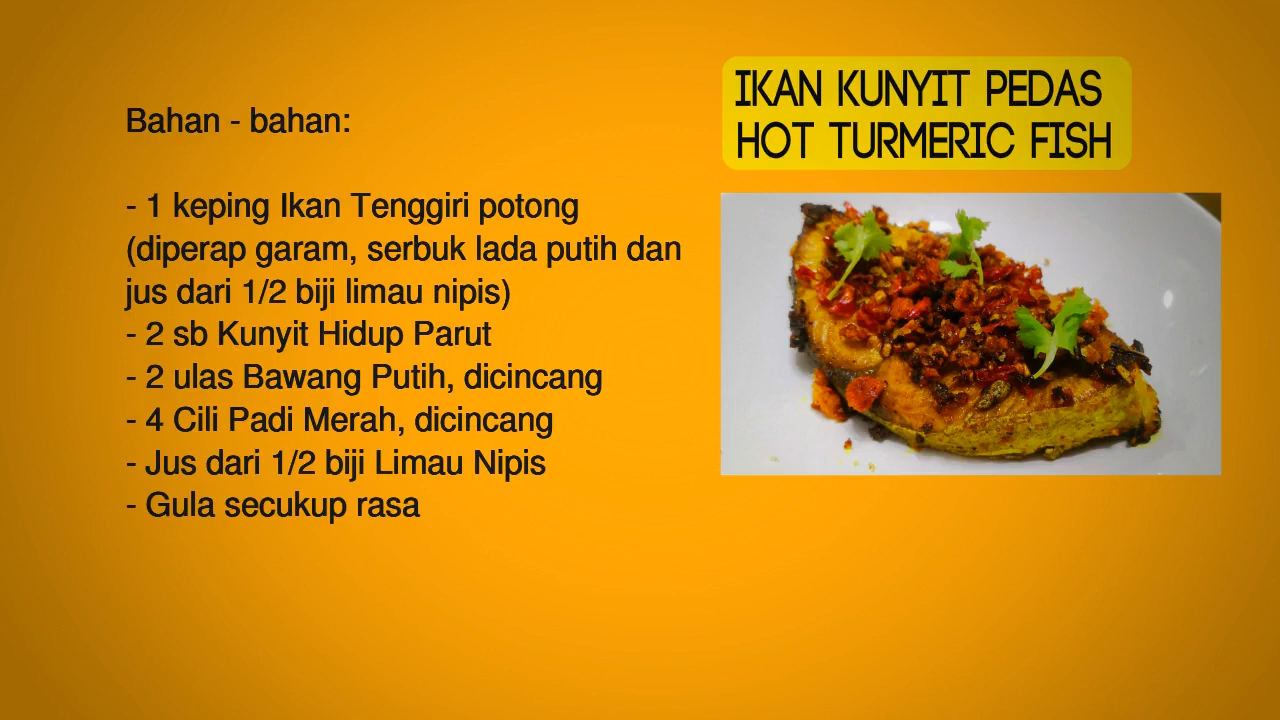 IKAN KUNYIT PEDAS
HOT TURMERIC FISH
Bahan - bahan:
- 1 keping Ikan Tenggiri potong
(diperap garam, serbuk lada putih dan
jus dari 1/2 biji limau nipis)
- 2 sb Kunyit Hidup Parut
- 2 ulas Bawang Putih, dicincang
- 4 Cili Padi Merah, dicincang
- Jus dari 1/2 biji Limau Nipis
- Gula secukup rasa